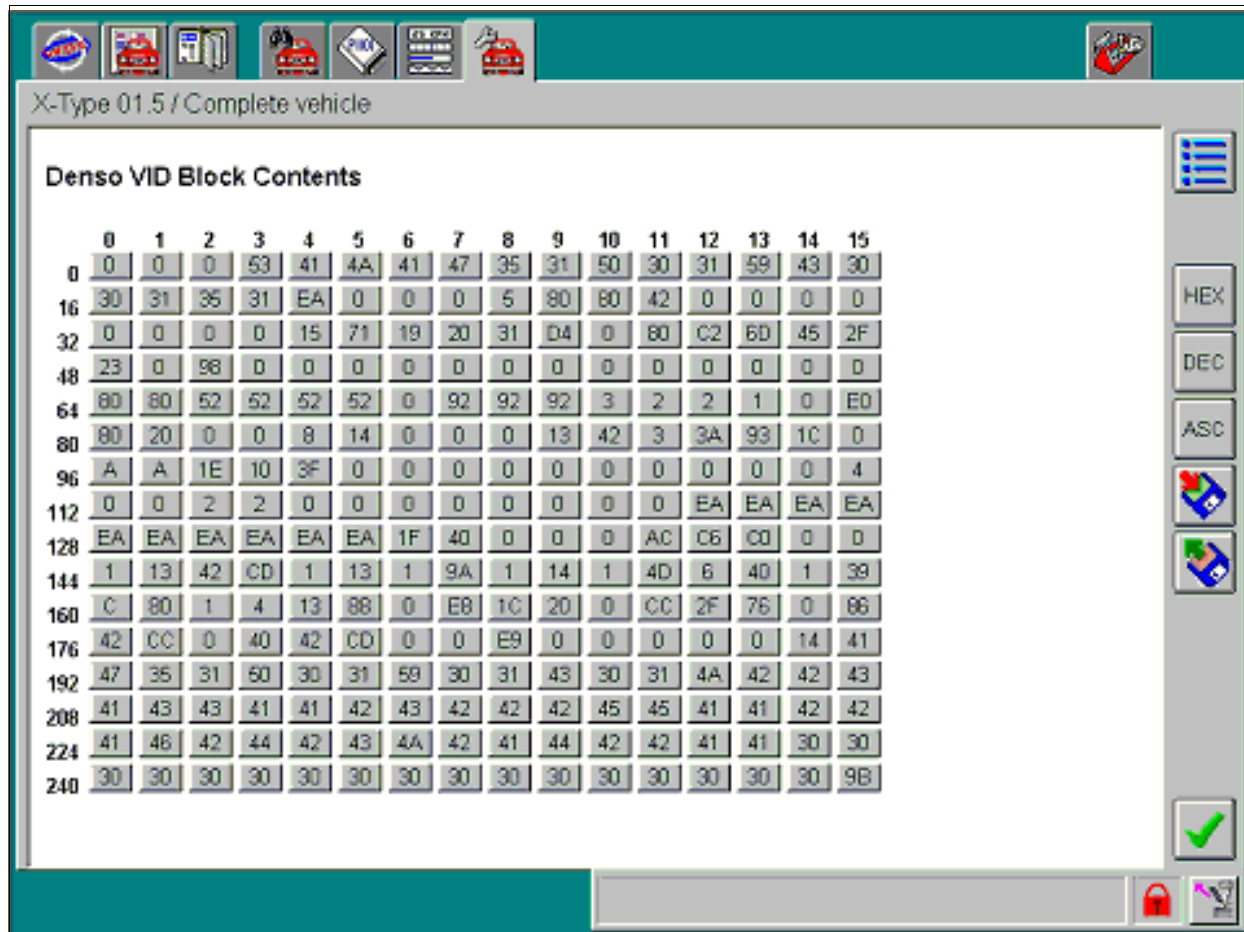 X-Type 01.5 / Complete vehicle
Denso VID Block Contents
0 1 2 3 4 5 6 7 8 9 10 11 12 13 14 15
0 0 0 0 53 41 4A 41 47 35 31 50 30 31 59 43 30
16 30 31 35 31 EA 0 0 0 5 80 80 42 0 0 0 0
32 0 0 0 0 15 71 19 20 31 D4 0 80 C2 6D 45 2F
48 23 0 98 0 0 0 0 0 0 0 0 0 0 0 0 0
64 80 80 52 52 52 52 0 92 92 92 3 2 2 1 0 E0
80 80 20 0 0 8 14 0 0 0 13 42 3 3A 93 1C 0
96 A A 1E 10 3F 0 0 0 0 0 0 0 0 0 0 4
112 0 0 2 2 0 0 0 0 0 0 0 0 EA EA EA EA
128 EA EA EA EA EA EA 1F 40 0 0 0 AC C6 C0 0 0
144 1 13 42 CD 1 13 1 9A 1 14 1 4D 6 40 1 39
160 C 80 1 4 13 88 0 E8 1C 20 0 CC 2F 76 0 86
176 42 CC 0 40 42 CD 0 0 E9 0 0 0 0 0 14 41
192 47 35 31 50 30 31 59 30 31 43 30 31 4A 42 42 43
208 41 43 43 41 41 42 43 42 42 42 45 45 41 41 42 42
224 41 46 42 44 42 43 4A 42 41 44 42 42 41 41 30 30
240 30 30 30 30 30 30 30 30 30 30 30 30 30 30 30 9B
HEX
DEC
ASC